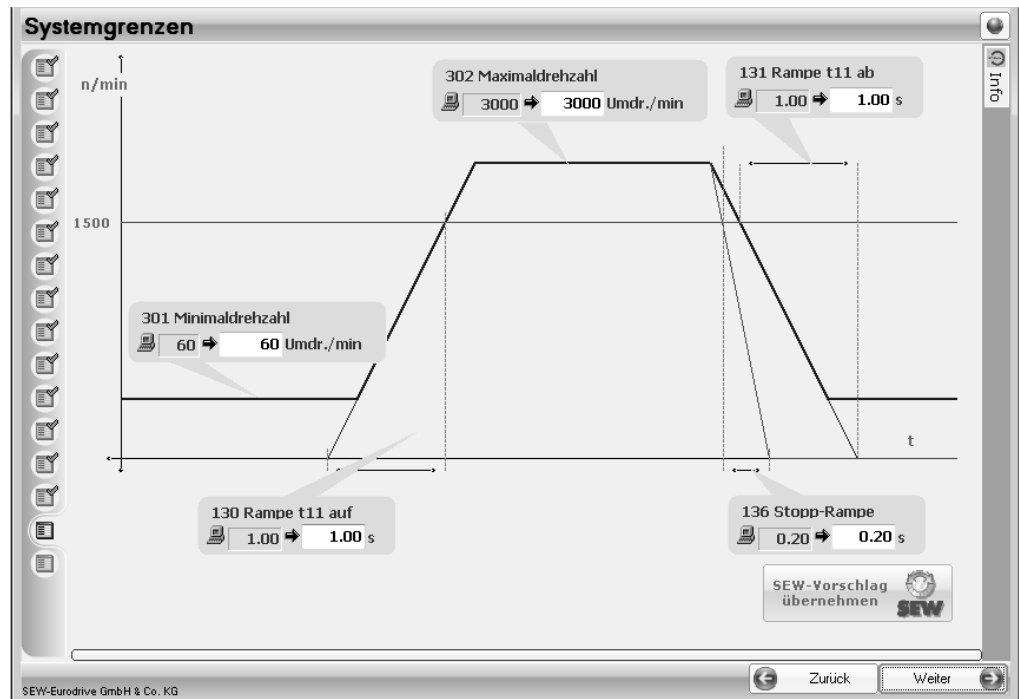 Systemgrenzen
Info
n/min
302 Maximaldrehzahl
3000 3000 Umdr./min
131 Rampe t11 ab
1.00 1.00 s
1500
301 Minimaldrehzahl
60 60 Umdr./min
t
130 Rampe t11 auf
1.00 1.00 s
136 Stopp-Rampe
0.20 0.20 s
SEW-Vorschlag
übernehmen
SEW
Zurück
Weiter
SEW-Eurodrive GmbH & Co. KG